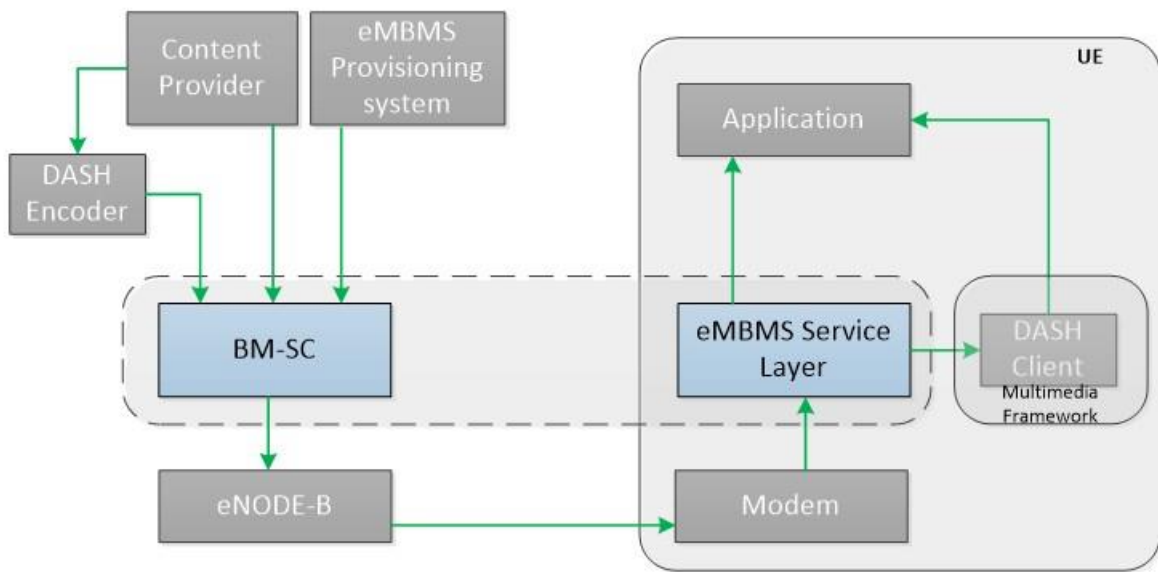 Content
Provider
eMBMS
Provisioning
system
UE
Application
DASH
Encoder
BM-SC
eMBMS Service
Layer
DASH
Client
Multimedia
Framework
eNODE-B
Modem